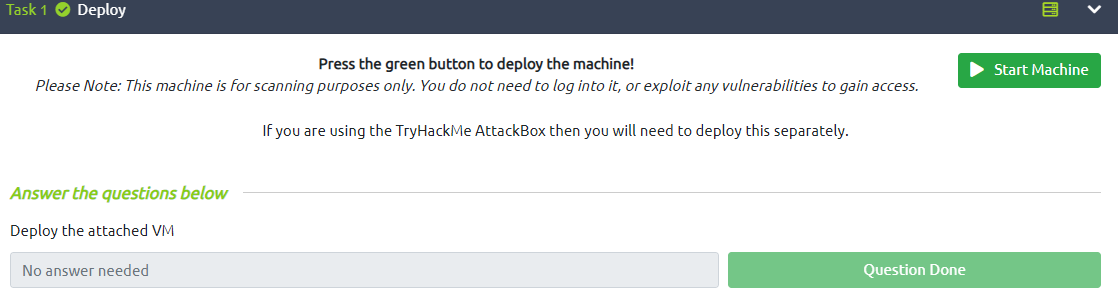 Task 1 Deploy
Press the green button to deploy the machine!
Start Machine
Please Note: This machine is for scanning purposes only. You do not need to log into it, or exploit any vulnerabilities to gain access.
If you are using the TryHackMe AttackBox then you will need to deploy this separately.
Answer the questions below
Deploy the attached VM
No answer needed
Question Done